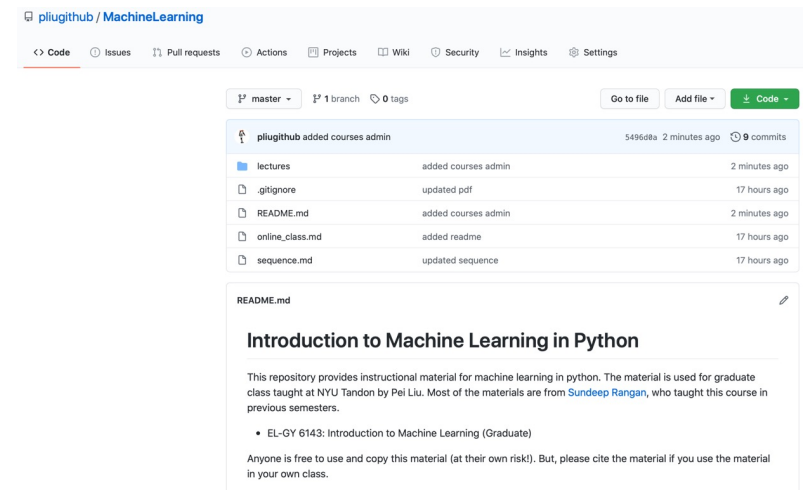 pliugithub / MachineLearning
Code Issues Pull requests Actions Projects Wiki Security Insights Settings
master 1 branch 0 tags Go to file Add file Code
pliugithub added courses admin 5496d0a 2 minutes ago 9 commits
lectures added courses admin 2 minutes ago
.gitignore updated pdf 17 hours ago
README.md added courses admin 2 minutes ago
online_class.md added readme 17 hours ago
sequence.md updated sequence 17 hours ago
README.md
Introduction to Machine Learning in Python
This repository provides instructional material for machine learning in python. The material is used for graduate
class taught at NYU Tandon by Pei Liu. Most of the materials are from Sundeep Rangan, who taught this course in
previous semesters.
• EL-GY 6143: Introduction to Machine Learning (Graduate)
Anyone is free to use and copy this material (at their own risk!). But, please cite the material if you use the material
in your own class.